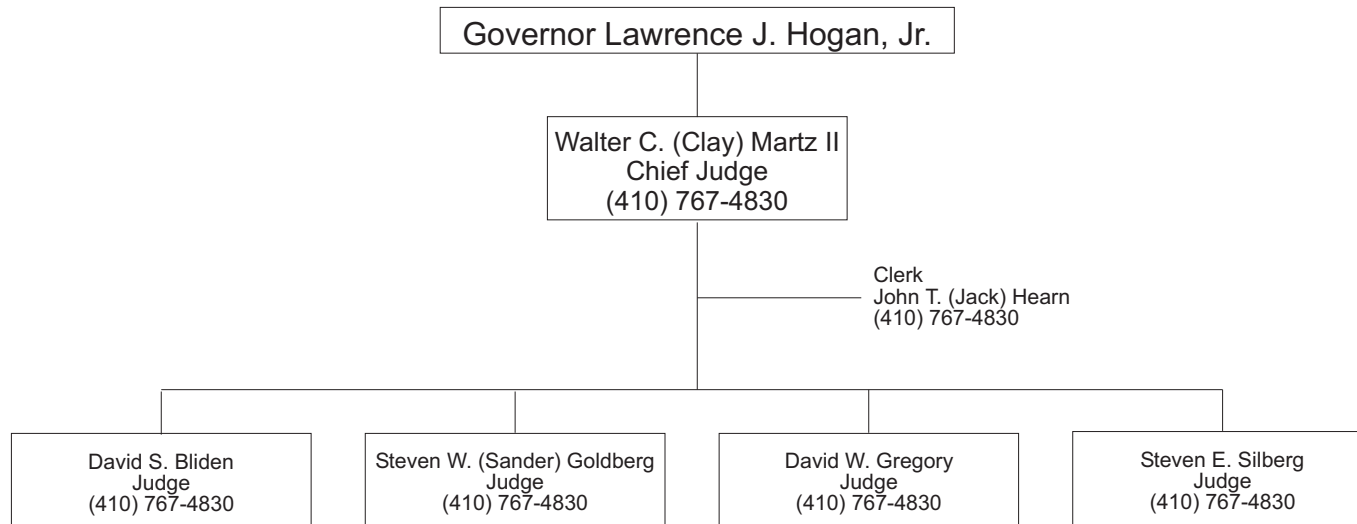 Governor Lawrence J. Hogan, Jr.
Walter C. (Clay) Martz II
Chief Judge
(410) 767-4830
Clerk
John T. (Jack) Hearn
(410) 767-4830
David S. Bliden
Judge
(410) 767-4830
Steven W. (Sander) Goldberg
Judge
(410) 767-4830
David W. Gregory
Judge
(410) 767-4830
Steven E. Silberg
Judge
(410) 767-4830